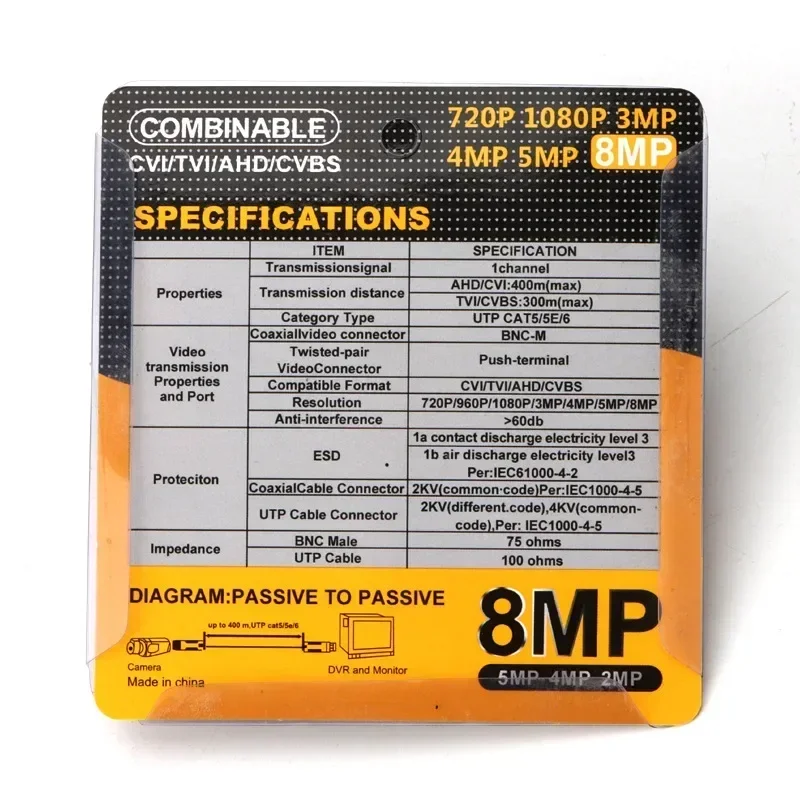 COMBINABLE
CVI/TVI/AHD/CVBS
720P 1080P 3MP
4MP 5MP 8MP
SPECIFICATIONS
ITEM SPECIFICATION
Properties
Transmissionsignal 1channel
Transmission distance AHD/CVI:400m(max)
TVI/CVBS:300m(max)
Category Type UTP CAT5/5E/6
Video
transmission
Properties
and Port
Coaxiallvideo connector BNC-M
Twisted-pair
VideoConnector Push-terminal
Compatible Format CVI/TVI/AHD/CVBS
Resolution 720P/960P/1080P/3MP/4MP/5MP/8MP
Anti-interference >60db
Proteciton
ESD 1a contact discharge electricity level 3
1b air discharge electricity level3
Per:IEC61000-4-2
CoaxialCable Connector 2KV(common·code)Per:IEC1000-4-5
UTP Cable Connector 2KV(different.code),4KV(common-
code),Per: IEC1000-4-5
Impedance
BNC Male 75 ohms
UTP Cable 100 ohms
DIAGRAM:PASSIVE TO PASSIVE
up to 400 m,UTP cat5/5e/6
Camera
DVR and Monitor
Made in china
8MP
5MP 4MP 2MP